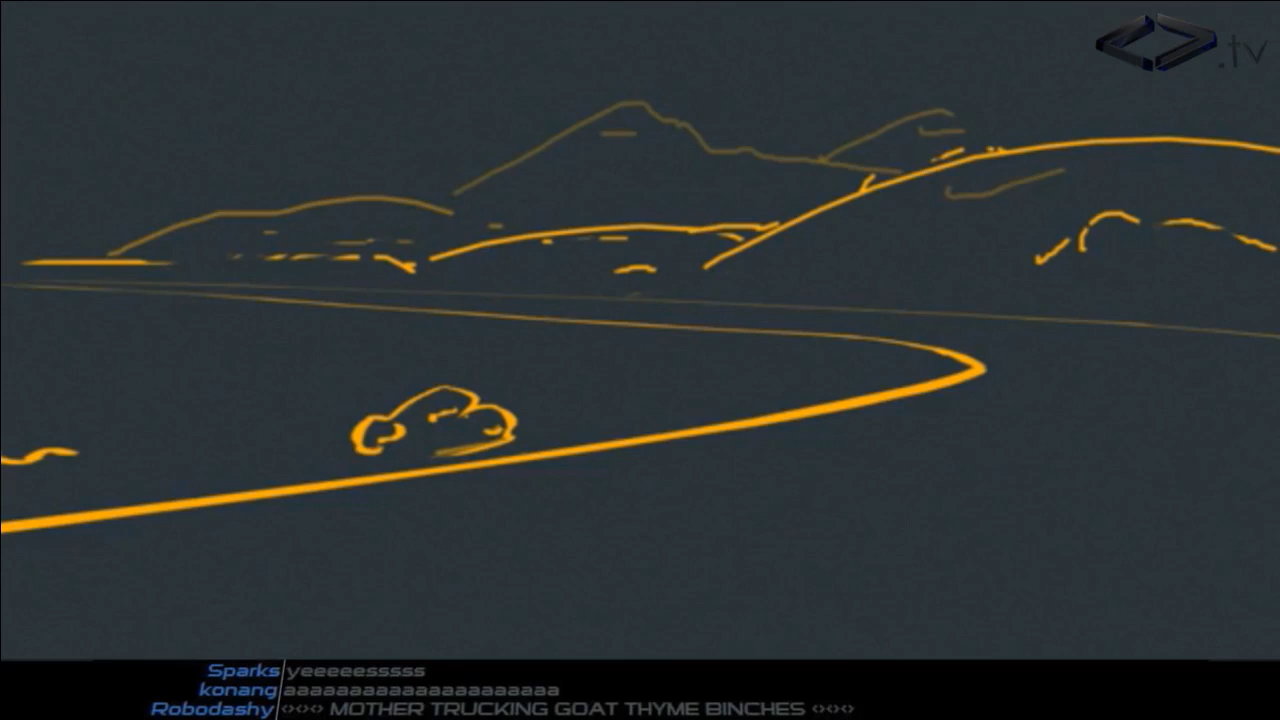 .tv
Sparks yeeeeesssss
konang aaaaaaaaaaaaaaaaaaaaa
Robodashy <><><> MOTHER TRUCKING GOAT THYME BINCHES <><><>